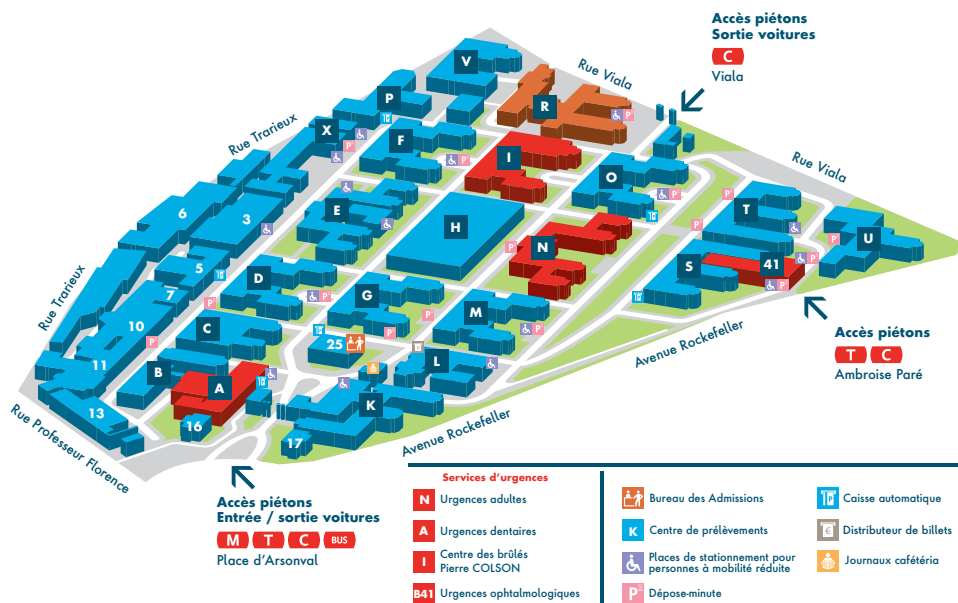 Accès piétons
Sortie voitures
C
Viala
Rue Viala
Rue Viala
Rue Trarieux
Rue Trarieux
V
P
R
X
F
I
O
6
3
E
H
T
N
U
5
D
S
41
7
G
10
C
M
25
11
B
A
L
K
13
16
17
Avenue Rockefeller
Avenue Rockefeller
Rue Professeur Florence
Accès piétons
T C
Ambroise Paré
Accès piétons
Entrée / sortie voitures
M T C BUS
Place d'Arsonval
Services d'urgences
N Urgences adultes
A Urgences dentaires
I Centre des brûlés
Pierre COLSON
B41 Urgences ophtalmologiques
Bureau des Admissions
K Centre de prélèvements
Places de stationnement pour
personnes à mobilité réduite
P Dépose-minute
P Caisse automatique
€ Distributeur de billets
Journaux cafétéria